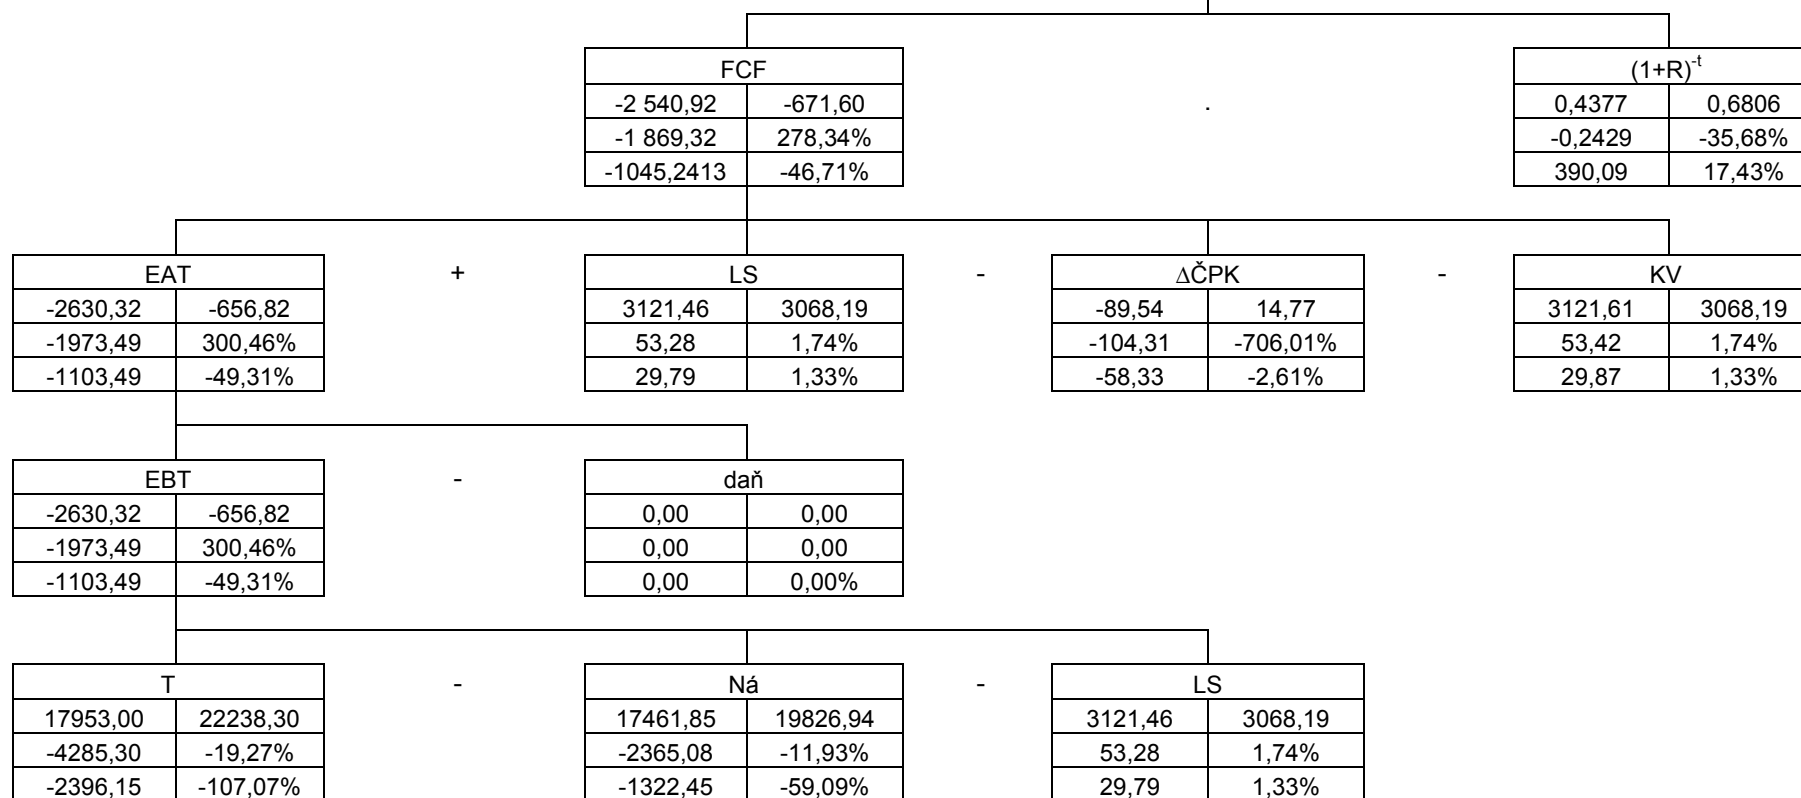 FCF (1+R)-t
-2 540,92 -671,60 . 0,4377 0,6806
-1 869,32 278,34% -0,2429 -35,68%
-1045,2413 -46,71% 390,09 17,43%
EAT + LS - ∆ČPK - KV
-2630,32 -656,82 3121,46 3068,19 -89,54 14,77 3121,61 3068,19
-1973,49 300,46% 53,28 1,74% -104,31 -706,01% 53,42 1,74%
-1103,49 -49,31% 29,79 1,33% -58,33 -2,61% 29,87 1,33%
EBT - daň
-2630,32 -656,82 0,00 0,00
-1973,49 300,46% 0,00 0,00
-1103,49 -49,31% 0,00 0,00%
T - Ná - LS
17953,00 22238,30 17461,85 19826,94 3121,46 3068,19
-4285,30 -19,27% -2365,08 -11,93% 53,28 1,74%
-2396,15 -107,07% -1322,45 -59,09% 29,79 1,33%